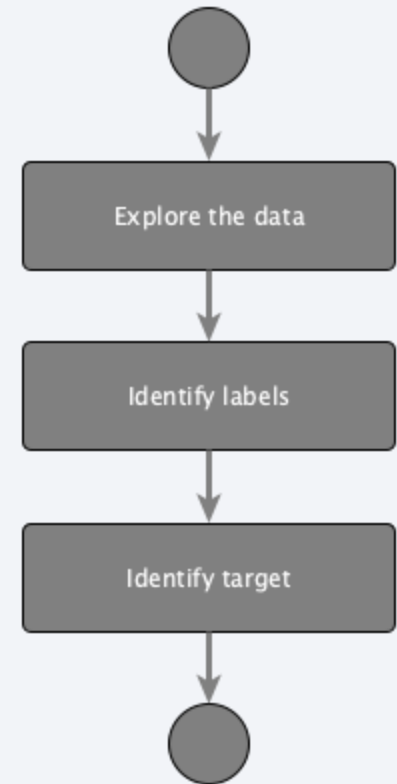 Explore the data
Identify labels
Identify target